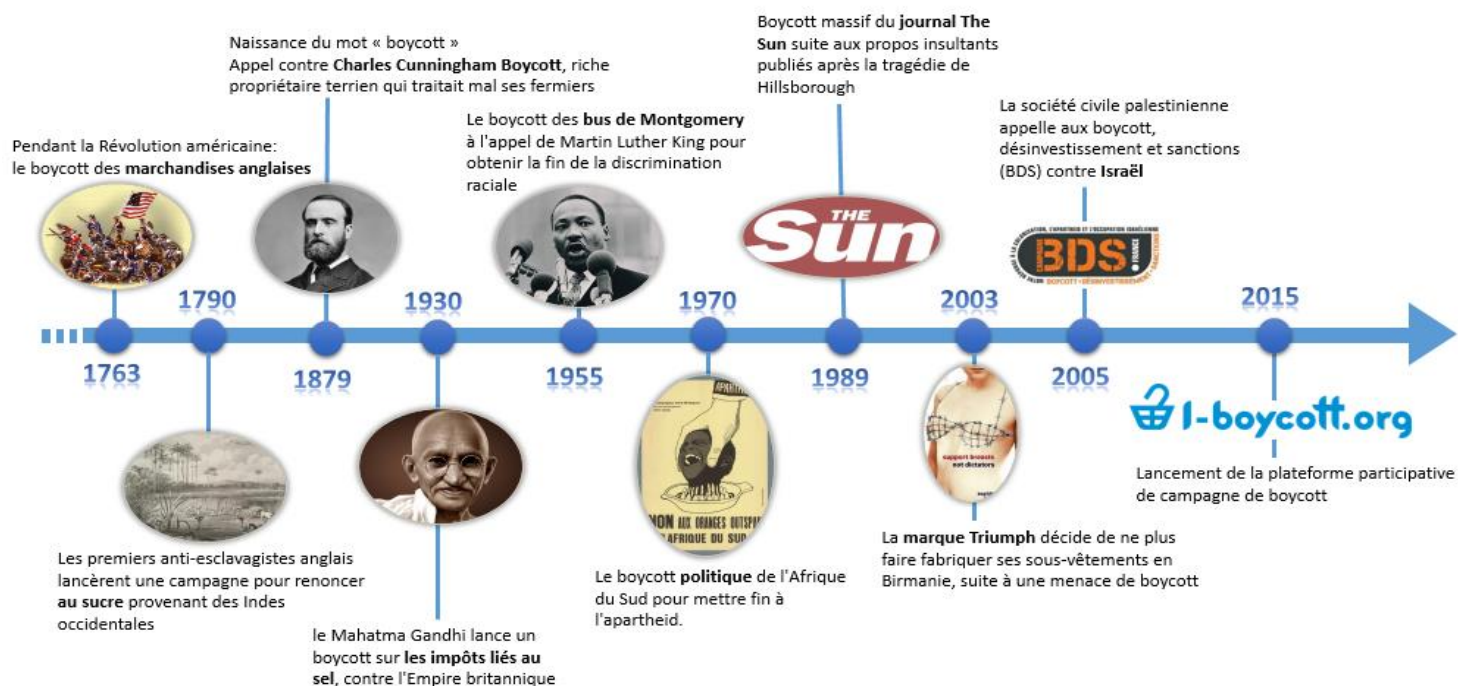 Naissance du mot « boycott »
Appel contre Charles Cunningham Boycott, riche
propriétaire terrien qui traitait mal ses fermiers
Boycott massif du journal The
Sun suite aux propos insultants
publiés après la tragédie de
Hillsborough
Pendant la Révolution américaine:
le boycott des marchandises anglaises
Le boycott des bus de Montgomery
à l'appel de Martin Luther King pour
obtenir la fin de la discrimination
raciale
La société civile palestinienne
appelle aux boycott,
désinvestissement et sanctions
(BDS) contre Israël
THE
Sun
CAMPAGNE
BDS
FRANCE
BOYCOTT • DÉSINVESTISSEMENT • SANCTIONS
1790
1930
1970
2003
2015
1763
1879
1955
1989
2005
Les premiers anti-esclavagistes anglais
lancèrent une campagne pour renoncer
au sucre provenant des Indes
occidentales
le Mahatma Gandhi lance un
boycott sur les impôts liés au
sel, contre l'Empire britannique
NON AUX ORANGES OUTSPAN
AFRIQUE DU SUD
Le boycott politique de l'Afrique
du Sud pour mettre fin à
l'apartheid.
support breasts
not dictators
La marque Triumph décide de ne plus
faire fabriquer ses sous-vêtements en
Birmanie, suite à une menace de boycott
I-boycott.org
Lancement de la plateforme participative
de campagne de boycott